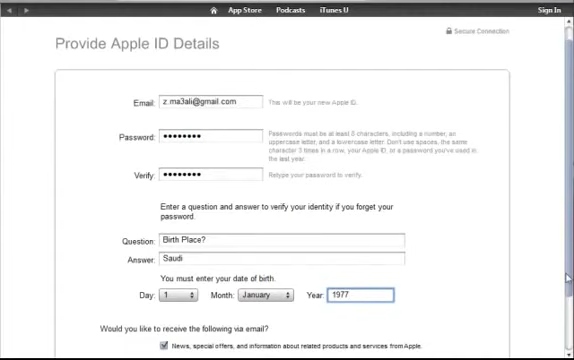 App Store Podcasts iTunes U Sign In
Provide Apple ID Details
Secure Connection
Email: z.ma3ali@gmail.com This will be your new Apple ID.
Password: ••••••••
Passwords must be at least 8 characters, including a number, an
uppercase letter, and a lowercase letter. Don't use spaces, the same
character 3 times in a row, your Apple ID, or a password you've used in
the last year.
Verify: •••••••• Retype your password to verify.
Enter a question and answer to verify your identity if you forget your
password.
Question: Birth Place?
Answer: Saudi
You must enter your date of birth.
Day: 1 Month: January Year: 1977
Would you like to receive the following via email?
News, special offers, and information about related products and services from Apple.